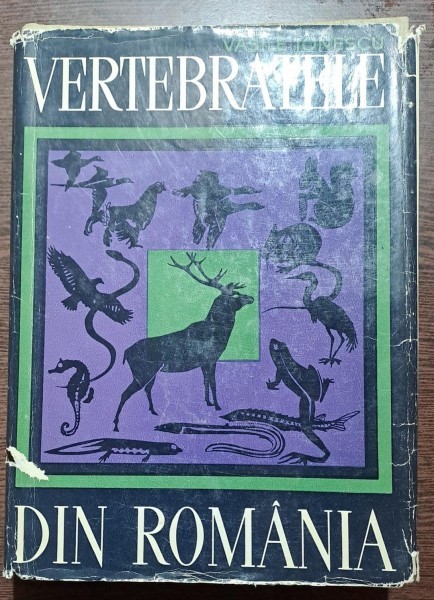 VASILE IONESCU
VERTEBRATELE
DIN ROMÂNIA